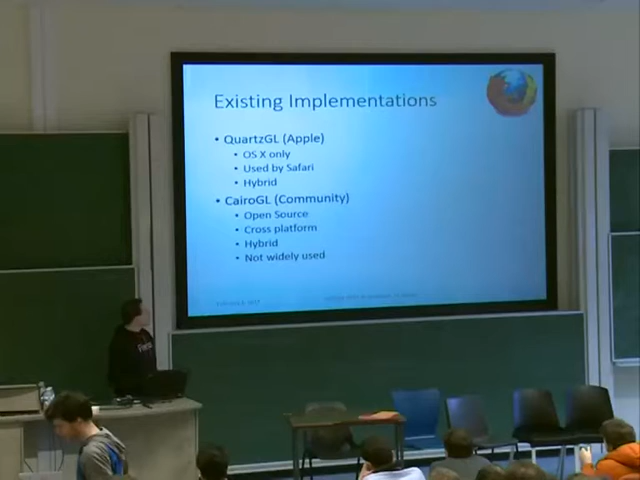 Existing Implementations
• QuartzGL (Apple)
• OS X only
• Used by Safari
• Hybrid
• CairoGL (Community)
• Open Source
• Cross platform
• Hybrid
• Not widely used